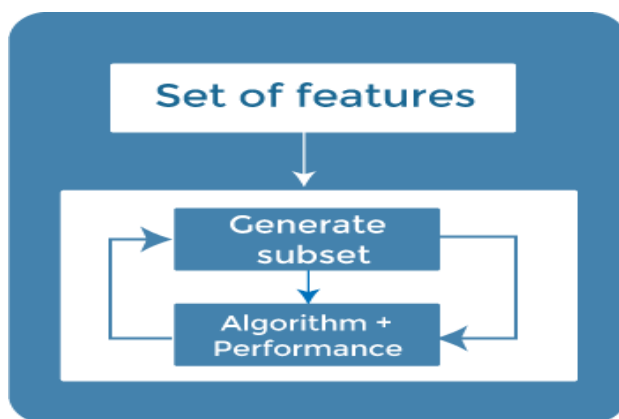 Set of features
Generate
subset
Algorithm +
Performance